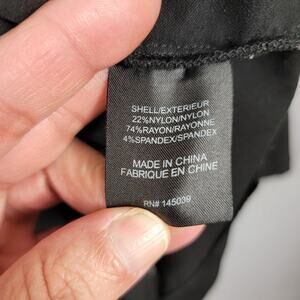 SHELL/EXTERIEUR
22%NYLON/NYLON
74%RAYON/RAYONNE
4%SPANDEX/SPANDEX
MADE IN CHINA
FABRIQUE EN CHINE
RN# 145039